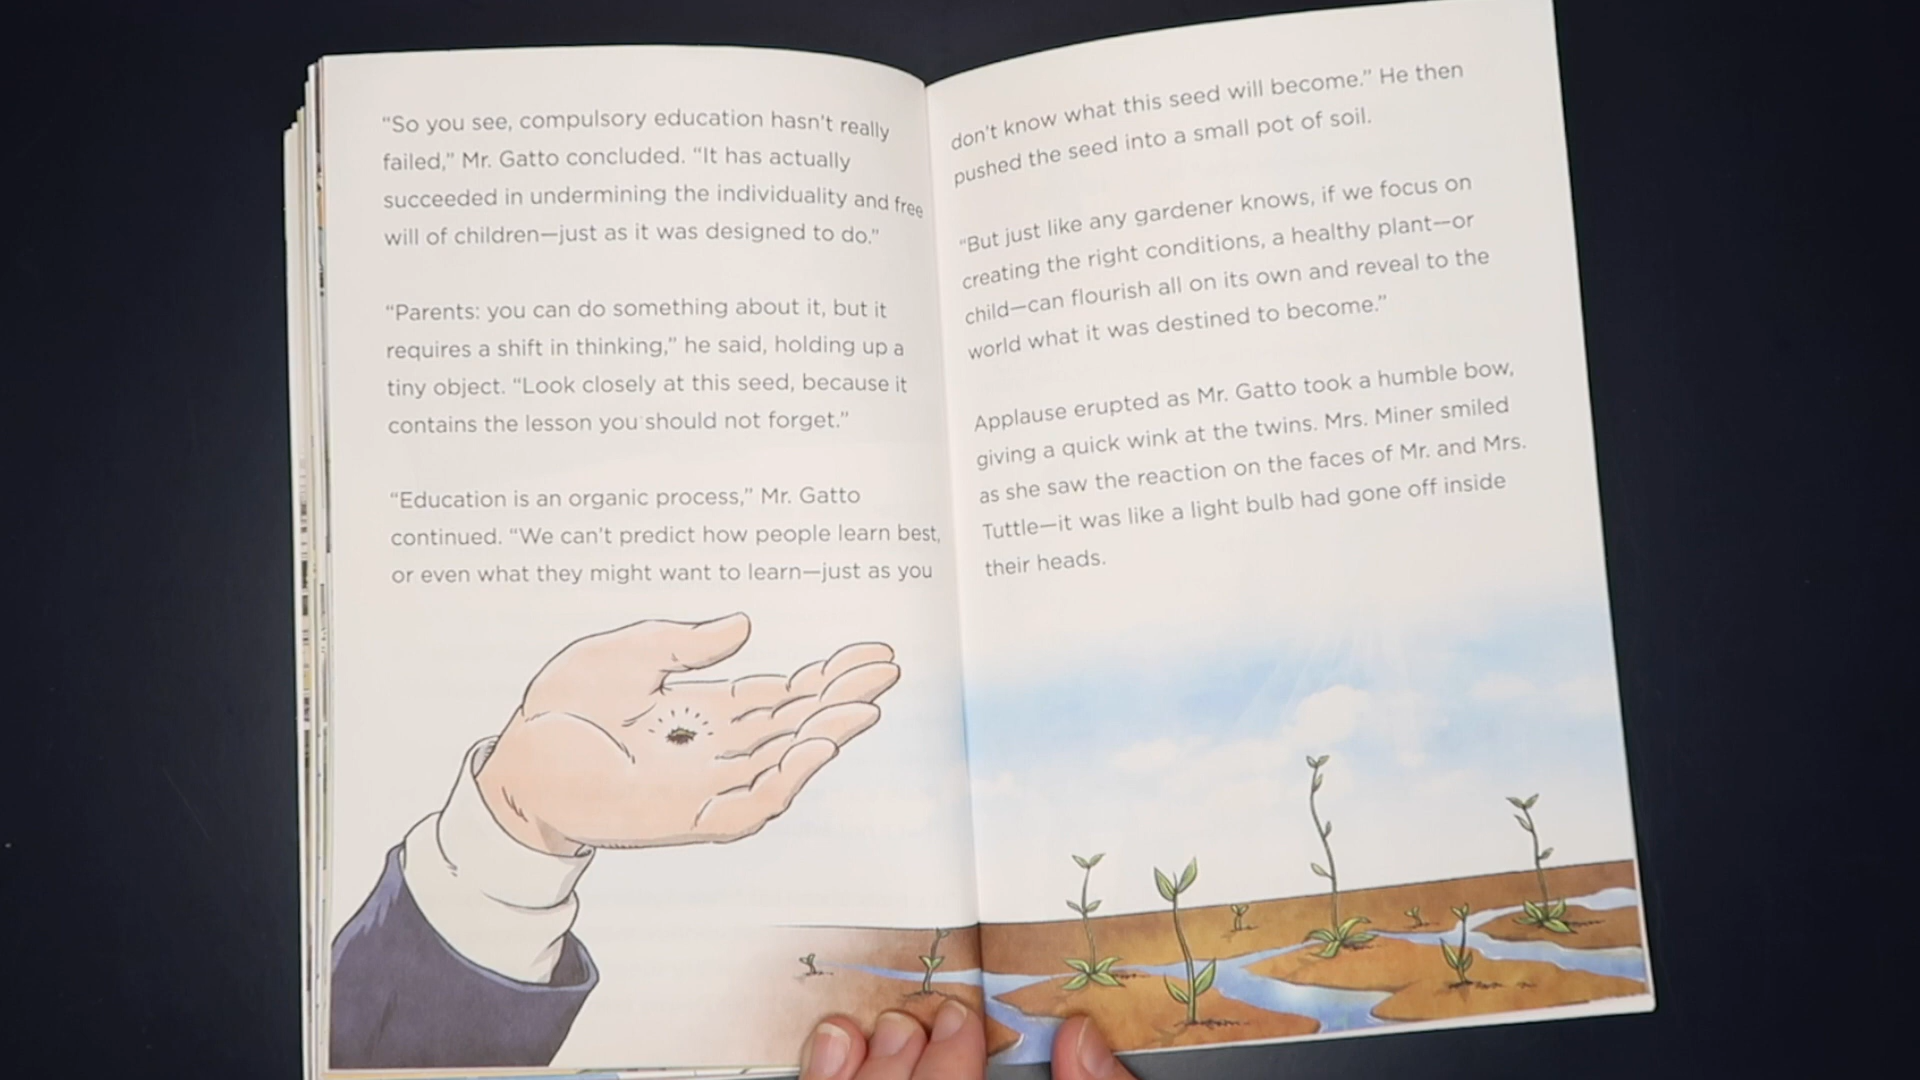 “So you see, compulsory education hasn't really
failed,” Mr. Gatto concluded. “It has actually
succeeded in undermining the individuality and free
will of children—just as it was designed to do.”
“Parents: you can do something about it, but it
requires a shift in thinking,” he said, holding up a
tiny object. “Look closely at this seed, because it
contains the lesson you should not forget.”
“Education is an organic process,” Mr. Gatto
continued. “We can't predict how people learn best,
or even what they might want to learn—just as you
don't know what this seed will become.” He then
pushed the seed into a small pot of soil.
“But just like any gardener knows, if we focus on
creating the right conditions, a healthy plant—or
child—can flourish all on its own and reveal to the
world what it was destined to become.”
Applause erupted as Mr. Gatto took a humble bow,
giving a quick wink at the twins. Mrs. Miner smiled
as she saw the reaction on the faces of Mr. and Mrs.
Tuttle—it was like a light bulb had gone off inside
their heads.